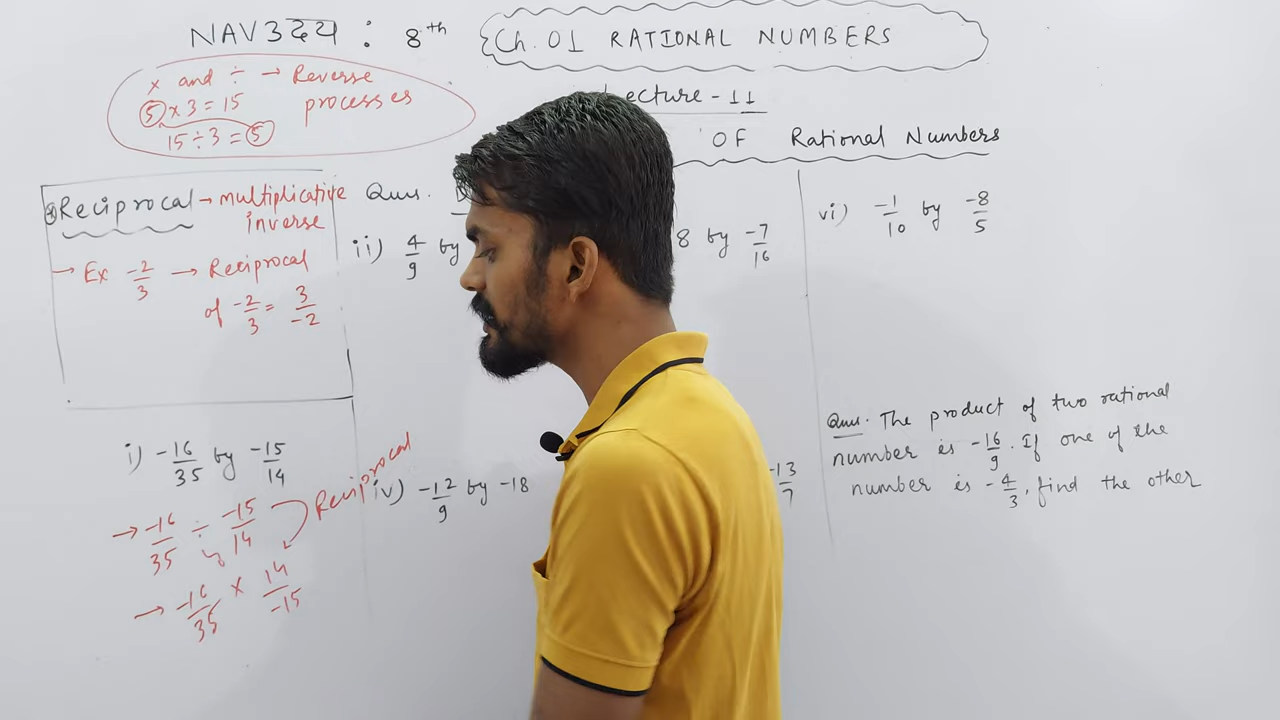 NAV3दय : 8th
Ch. 01 RATIONAL NUMBERS
× and ÷ → Reverse
processes
5 × 3 = 15
15 ÷ 3 = 5
Lecture - 11
OF Rational Numbers
Reciprocal → multiplicative
inverse
→ Ex -2/3 → Reciprocal
of -2/3 = 3/-2
i) -16/35 by -15/14
→ -16/35 ÷ -15/14
Reciprocal
→ -16/35 × 14/-15
Ques.
ii) 4/9 by
8 by -7/16
iv) -12/9 by -18
-13/7
vi) -1/10 by -8/5
Ques. The product of two rational
number is -16/9. If one of the
number is -4/3, find the other